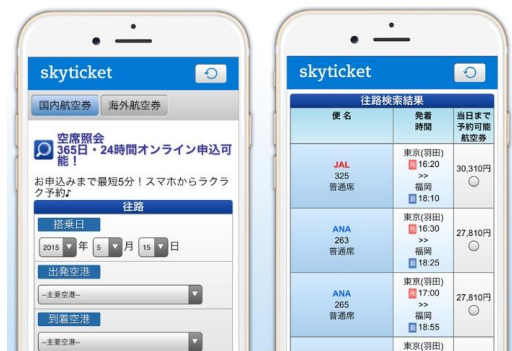 skyticket
国内航空券
海外航空券
空席照会
365日・24時間オンライン申込可
能！
お申込みまで最短5分！スマホからラクラ
ク予約♪
往路
搭乗日
2015 年 5 月 15 日
出発空港
--主要空港--
到着空港
--主要空港--
skyticket
往路検索結果
便名
発着
時間
当日まで
予約可能
航空券
JAL
325
普通席
東京(羽田)
発 16:20
>>
福岡
着 18:10
30,310円
ANA
263
普通席
東京(羽田)
発 16:30
>>
福岡
着 18:25
27,810円
ANA
265
普通席
東京(羽田)
発 17:00
>>
福岡
着 18:55
27,810円
東京(羽田)